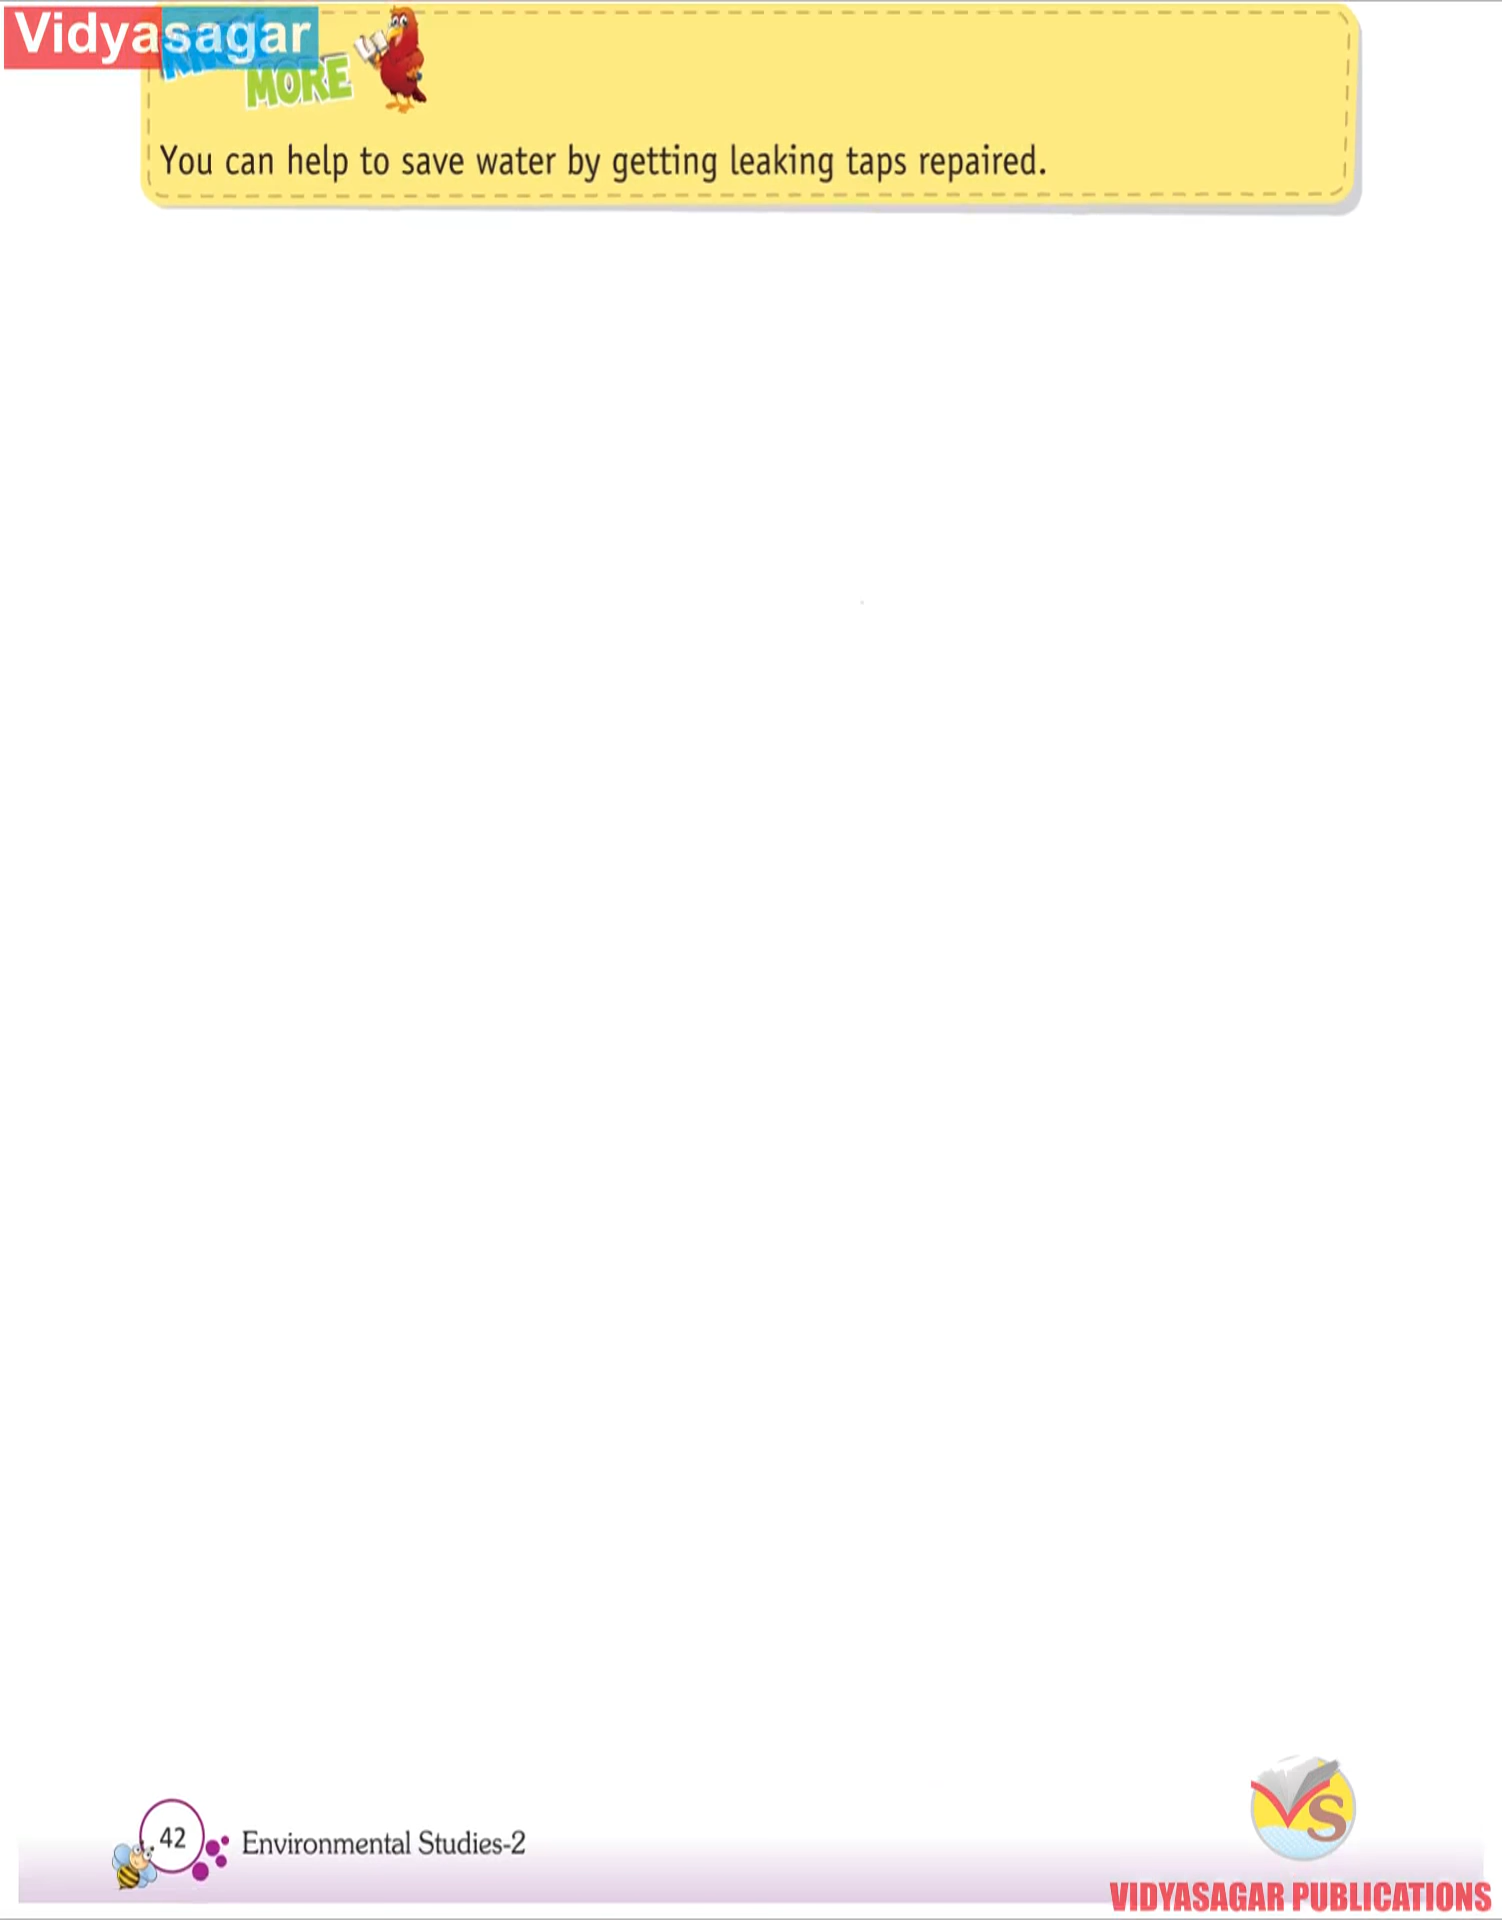 Vidyasagar
MORE
You can help to save water by getting leaking taps repaired.
42
Environmental Studies-2
VS
VIDYASAGAR PUBLICATIONS